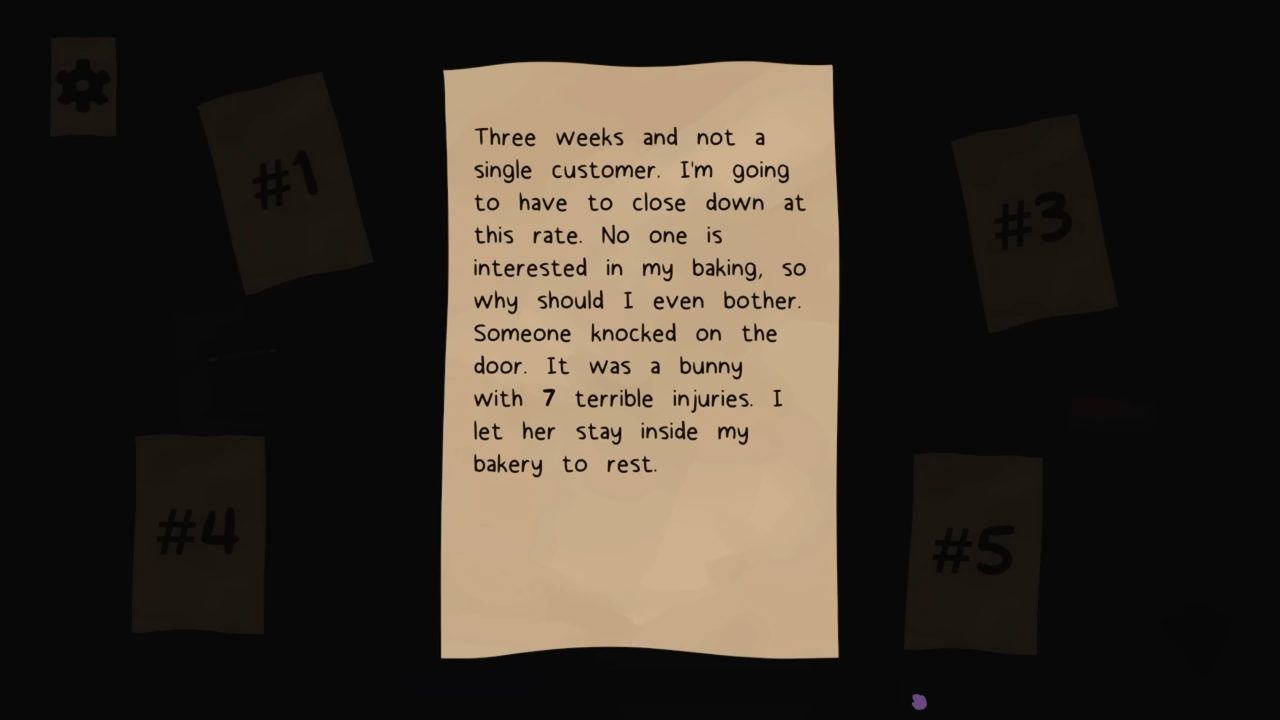 #1
Three weeks and not a
single customer. I'm going
to have to close down at
this rate. No one is
interested in my baking, so
why should I even bother.
Someone knocked on the
door. It was a bunny
with 7 terrible injuries. I
let her stay inside my
bakery to rest.
#3
#4
#5